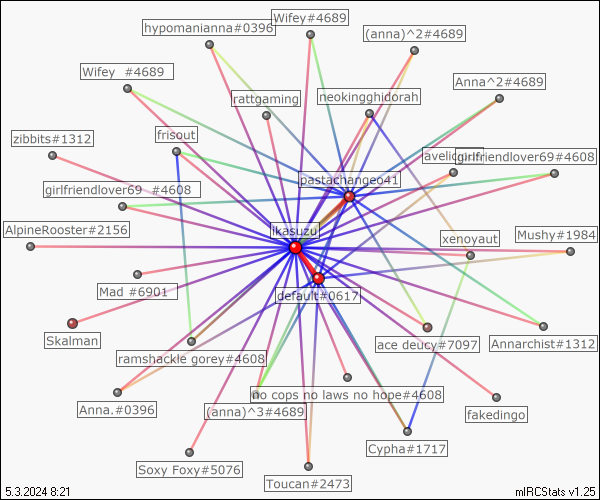 Wifey#4689
hypomanianna#0396
(anna)^2#4689
Wifey #4689
Anna^2#4689
rattgaming
neokingghidorah
zibbits#1312
frisout
girlfriendlover69#4608
pastachangeo41
girlfriendlover69 #4608
AlpineRooster#2156
ikasuzu
xenoyaut
Mushy#1984
Mad #6901
default#0617
Skalman
ace deucy#7097
Annarchist#1312
ramshackle gorey#4608
no cops no laws no hope#4608
Anna.#0396
(anna)^3#4689
fakedingo
Cypha#1717
Soxy Foxy#5076
Toucan#2473
5.3.2024 8:21
mIRCStats v1.25